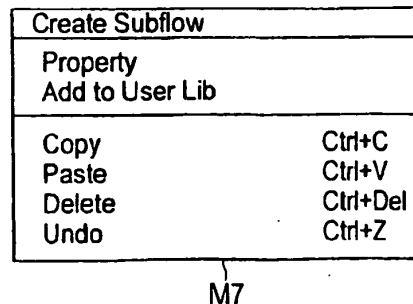 Create Subflow
Property
Add to User Lib
Copy Ctrl+C
Paste Ctrl+V
Delete Ctrl+Del
Undo Ctrl+Z
M7